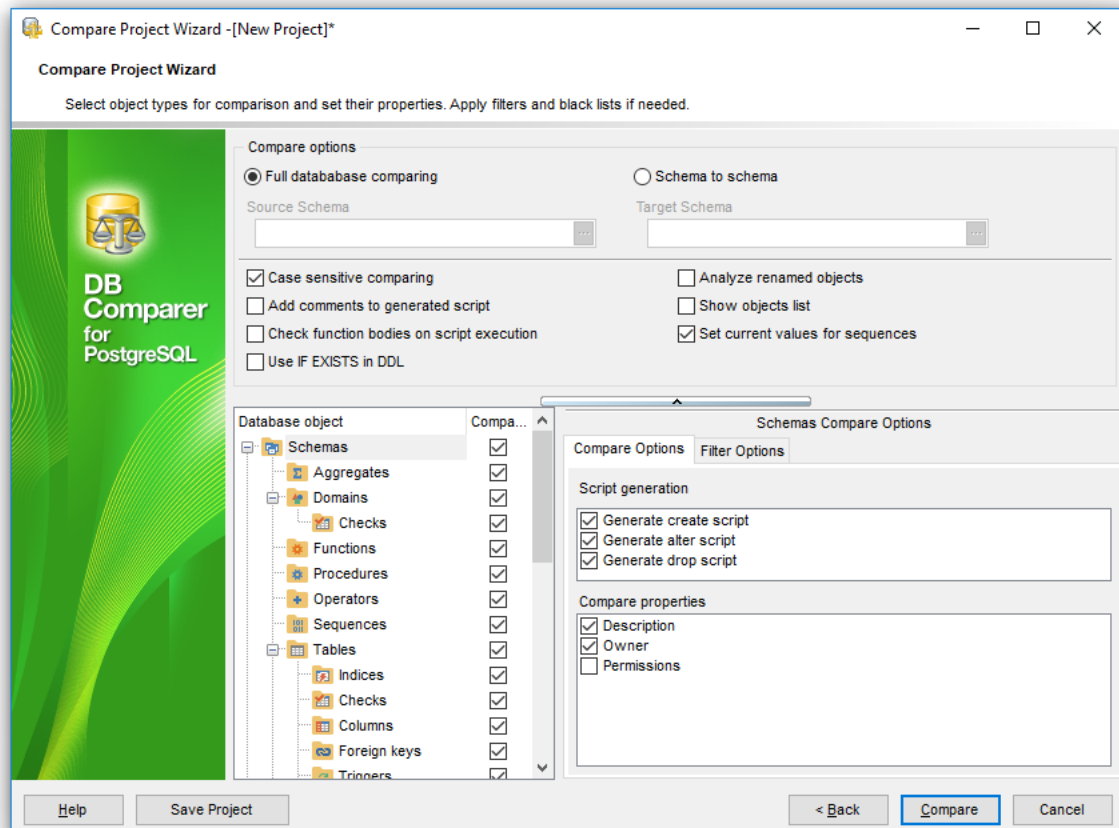 Compare Project Wizard -[New Project]*
Compare Project Wizard
Select object types for comparison and set their properties. Apply filters and black lists if needed.
DB
Comparer
for
PostgreSQL
Compare options
Full datababase comparing
Schema to schema
Source Schema
Target Schema
...
...
Case sensitive comparing
Analyze renamed objects
Add comments to generated script
Show objects list
Check function bodies on script execution
Set current values for sequences
Use IF EXISTS in DDL
Database object
Compa...
Schemas
Aggregates
Domains
Checks
Functions
Procedures
Operators
Sequences
Tables
Indices
Checks
Columns
Foreign keys
Triggers
Schemas Compare Options
Compare Options
Filter Options
Script generation
Generate create script
Generate alter script
Generate drop script
Compare properties
Description
Owner
Permissions
Help
Save Project
< Back
Compare
Cancel